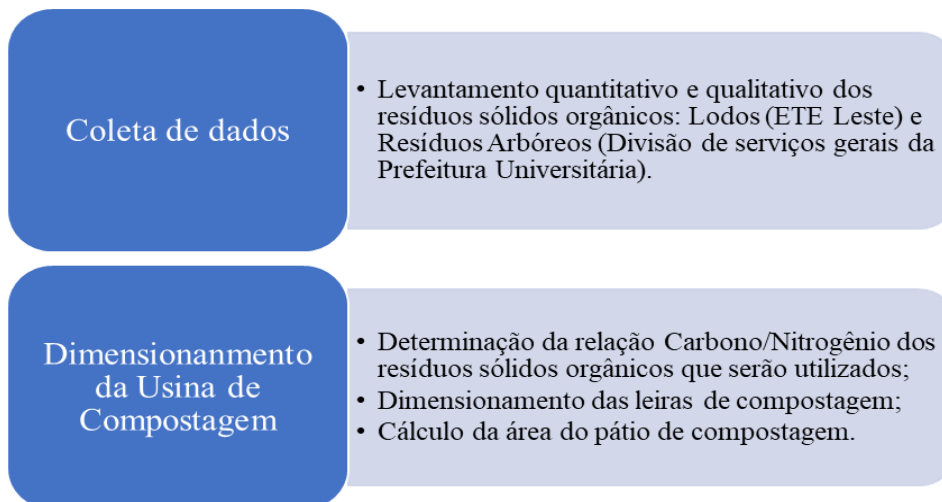 Coleta de dados
• Levantamento quantitativo e qualitativo dos
resíduos sólidos orgânicos: Lodos (ETE Leste) e
Resíduos Arbóreos (Divisão de serviços gerais da
Prefeitura Universitária).
Dimensionanmento
da Usina de
Compostagem
• Determinação da relação Carbono/Nitrogênio dos
resíduos sólidos orgânicos que serão utilizados;
• Dimensionamento das leiras de compostagem;
• Cálculo da área do pátio de compostagem.